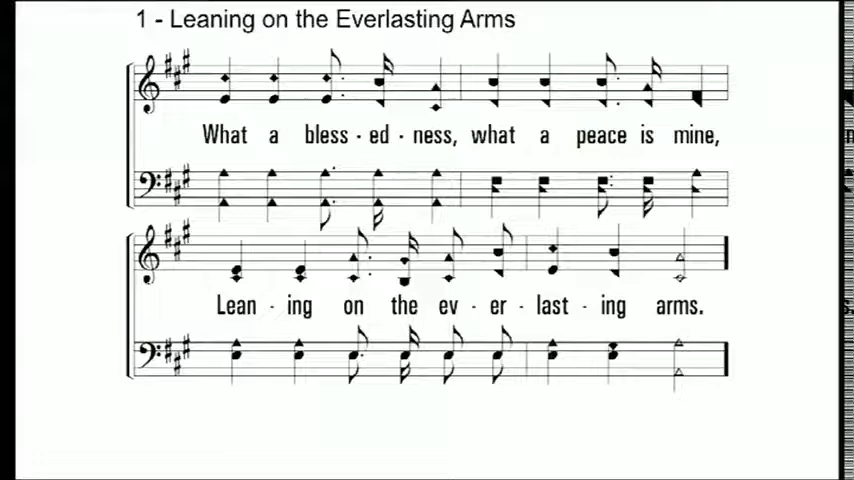 1 - Leaning on the Everlasting Arms
What a bless - ed - ness, what a peace is mine,
Lean - ing on the ev - er - last - ing arms.